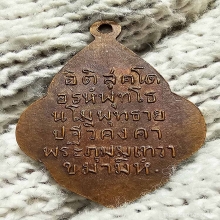 อิติ สุคฺโต
อรหํ พุทฺโธ
นโม พุทฺธาย
ปฐวีคงคา
พระภุมมเทวา
ขมามิหํ.